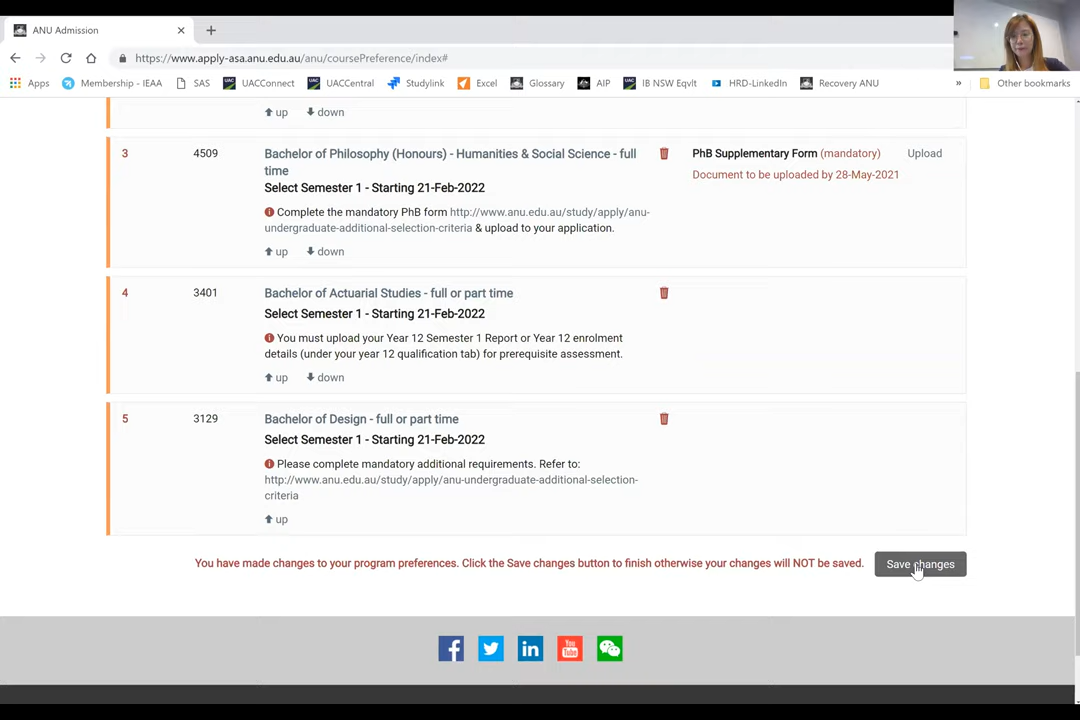 ANU Admission
https://www.apply-asa.anu.edu.au/anu/coursePreference/index#
Apps Membership - IEAA SAS UACConnect UACCentral Studylink Excel Glossary AIP IB NSW Eqvlt HRD-LinkedIn Recovery ANU » Other bookmarks
up down
3 4509 Bachelor of Philosophy (Honours) - Humanities & Social Science - full PhB Supplementary Form (mandatory) Upload
time
Select Semester 1 - Starting 21-Feb-2022 Document to be uploaded by 28-May-2021
Complete the mandatory PhB form http://www.anu.edu.au/study/apply/anu-
undergraduate-additional-selection-criteria & upload to your application.
up down
4 3401 Bachelor of Actuarial Studies - full or part time
Select Semester 1 - Starting 21-Feb-2022
You must upload your Year 12 Semester 1 Report or Year 12 enrolment
details (under your year 12 qualification tab) for prerequisite assessment.
up down
5 3129 Bachelor of Design - full or part time
Select Semester 1 - Starting 21-Feb-2022
Please complete mandatory additional requirements. Refer to:
http://www.anu.edu.au/study/apply/anu-undergraduate-additional-selection-
criteria
up
You have made changes to your program preferences. Click the Save changes button to finish otherwise your changes will NOT be saved. Save changes
You
Tube